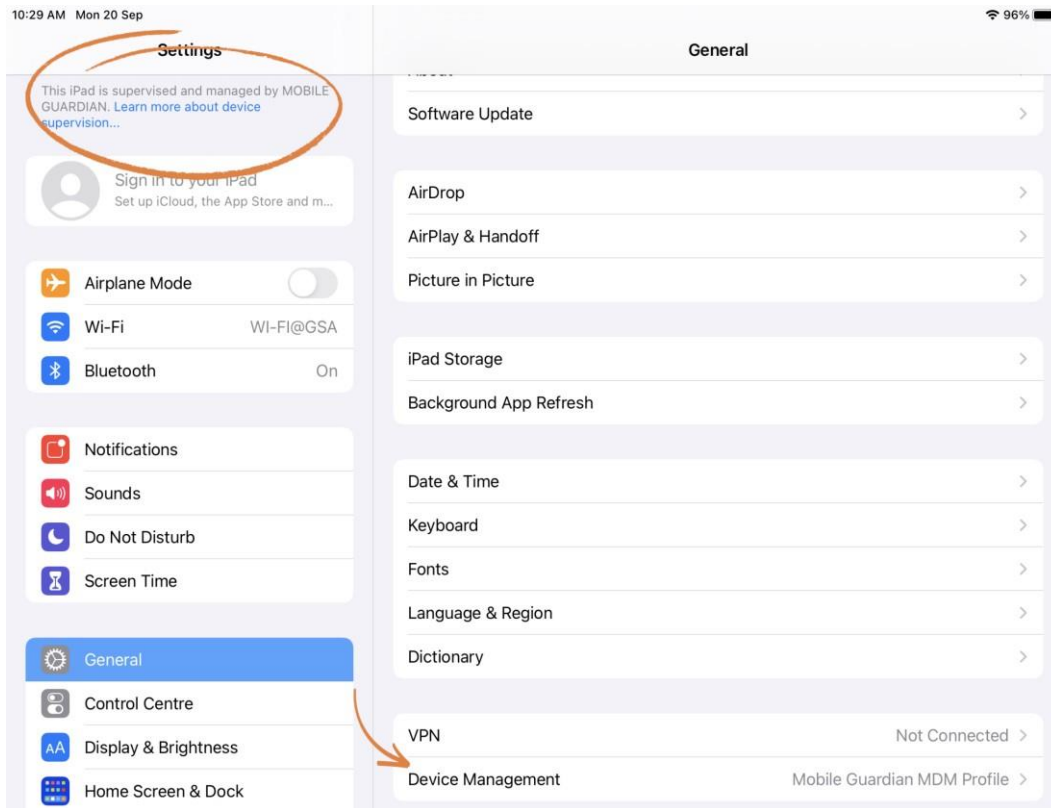 10:29 AM Mon 20 Sep
96%
Settings
This iPad is supervised and managed by MOBILE
GUARDIAN. Learn more about device
supervision...
Sign in to your iPad
Set up iCloud, the App Store and m...
Airplane Mode
Wi-Fi WI-FI@GSA
Bluetooth On
Notifications
Sounds
Do Not Disturb
Screen Time
General
Control Centre
AA Display & Brightness
Home Screen & Dock
General
About
Software Update
AirDrop
AirPlay & Handoff
Picture in Picture
iPad Storage
Background App Refresh
Date & Time
Keyboard
Fonts
Language & Region
Dictionary
VPN Not Connected
Device Management Mobile Guardian MDM Profile